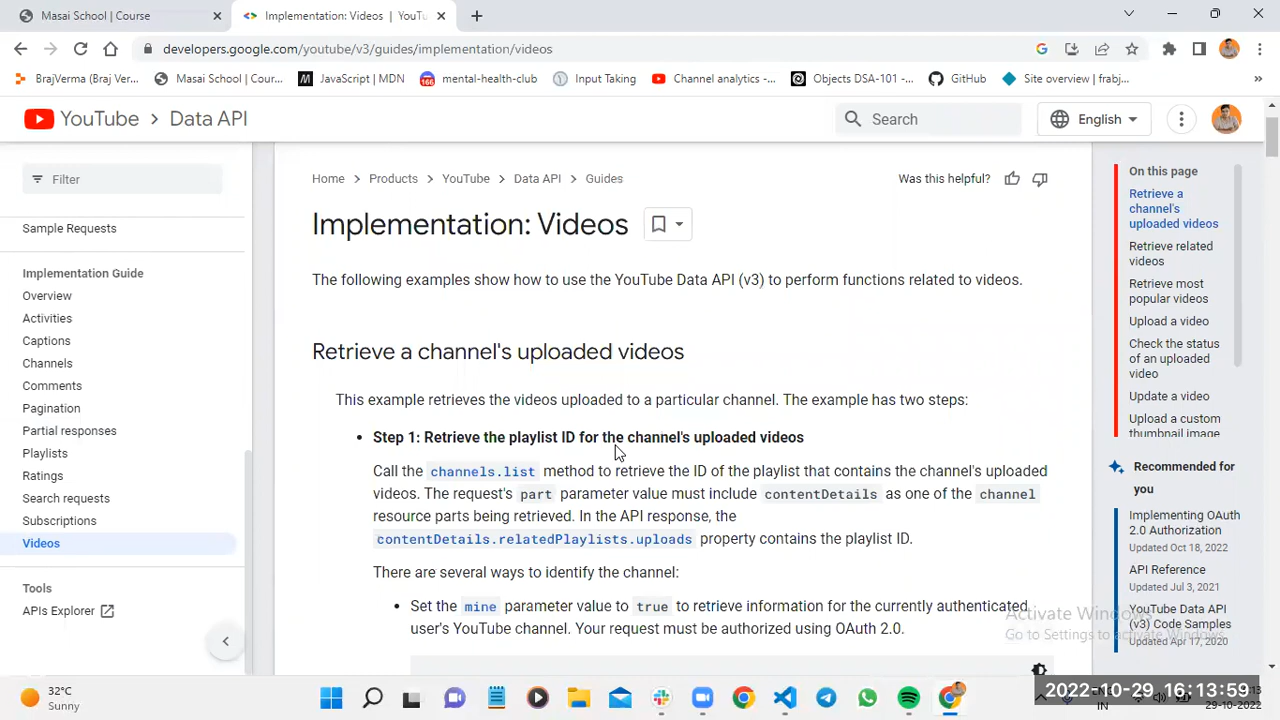 Masai School | Course
Implementation: Videos | YouTu
developers.google.com/youtube/v3/guides/implementation/videos
BrajVerma (Braj Ver...
Masai School | Cour...
JavaScript | MDN
166
mental-health-club
Input Taking
Channel analytics -...
Objects DSA-101 -...
GitHub
Site overview | frabj...
YouTube
Data API
Search
English
Filter
Home
Products
YouTube
Data API
Guides
Was this helpful?
Implementation: Videos
The following examples show how to use the YouTube Data API (v3) to perform functions related to videos.
Sample Requests
Implementation Guide
Overview
Activities
Captions
Channels
Comments
Pagination
Partial responses
Playlists
Ratings
Search requests
Subscriptions
Videos
Tools
APIs Explorer
Retrieve a channel's uploaded videos
This example retrieves the videos uploaded to a particular channel. The example has two steps:
• Step 1: Retrieve the playlist ID for the channel's uploaded videos
Call the channels.list method to retrieve the ID of the playlist that contains the channel's uploaded
videos. The request's part parameter value must include contentDetails as one of the channel
resource parts being retrieved. In the API response, the
contentDetails.relatedPlaylists.uploads property contains the playlist ID.
There are several ways to identify the channel:
• Set the mine parameter value to true to retrieve information for the currently authenticated
user's YouTube channel. Your request must be authorized using OAuth 2.0.
On this page
Retrieve a
channel's
uploaded videos
Retrieve related
videos
Retrieve most
popular videos
Upload a video
Check the status
of an uploaded
video
Update a video
Upload a custom
thumbnail image
Recommended for
you
Implementing OAuth
2.0 Authorization
Updated Oct 18, 2022
API Reference
Updated Jul 3, 2021
YouTube Data API
(v3) Code Samples
Updated Apr 17, 2020
Activate Windows
Go to Settings to activate Windows.
32°C
Sunny
2022-10-29 16:13:59
IN
29-10-2022